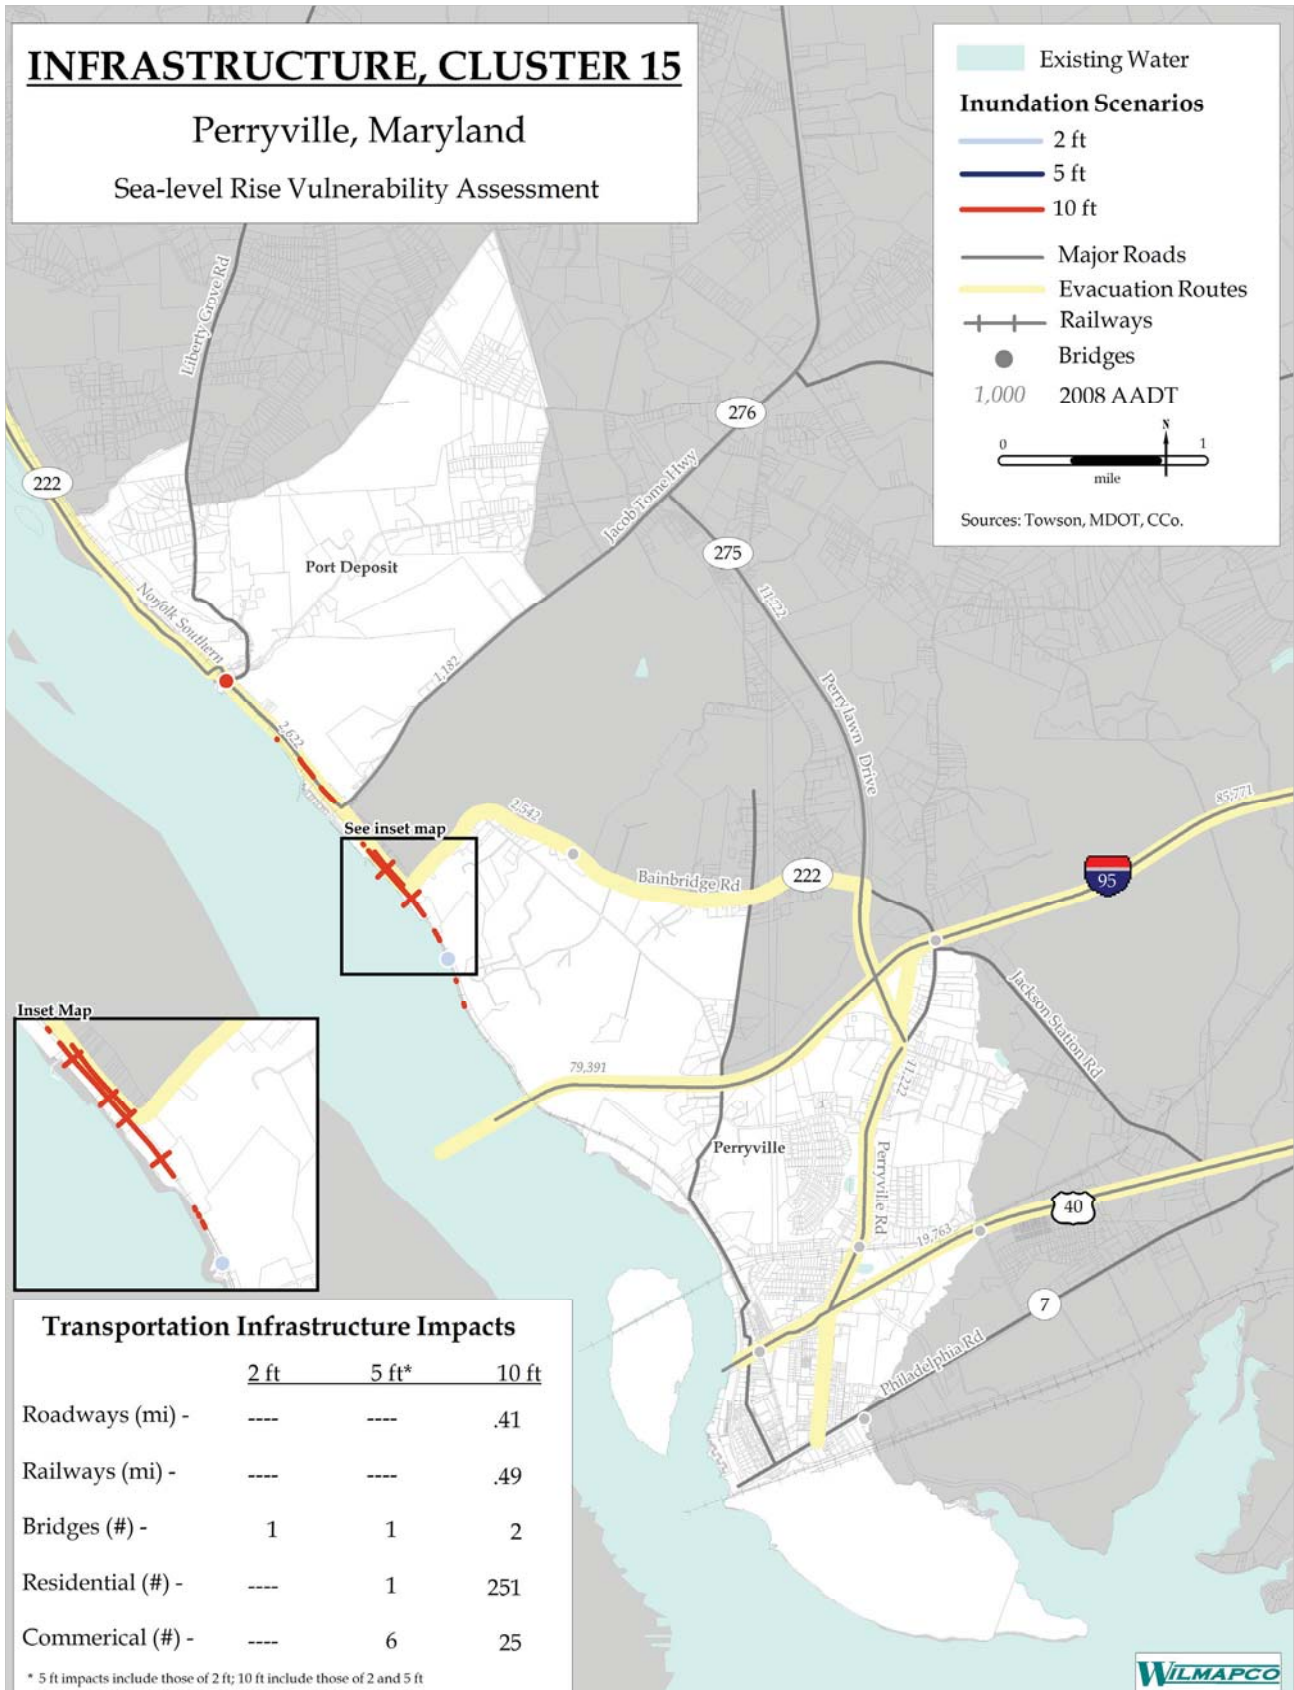 INFRASTRUCTURE, CLUSTER 15
Perryville, Maryland
Sea-level Rise Vulnerability Assessment
Existing Water
Inundation Scenarios
2 ft
5 ft
10 ft
Major Roads
Evacuation Routes
Railways
Bridges
1,000 2008 AADT
N
0 1
mile
Sources: Towson, MDOT, CCo.
Liberty Grove Rd
276
222
Jacob Tome Hwy
275
Port Deposit
11,222
Norfolk Southern
1,182
Perrylawn Drive
2,622
85,771
2,542
See inset map
Bainbridge Rd
222
95
Jackson Station Rd
Inset Map
79,391
11,222
Perryville
Perryville Rd
40
19,763
7
Philadelphia Rd
Transportation Infrastructure Impacts
2 ft 5 ft* 10 ft
Roadways (mi) - ---- ---- .41
Railways (mi) - ---- ---- .49
Bridges (#) - 1 1 2
Residential (#) - ---- 1 251
Commerical (#) - ---- 6 25
* 5 ft impacts include those of 2 ft; 10 ft include those of 2 and 5 ft
WILMAPCO